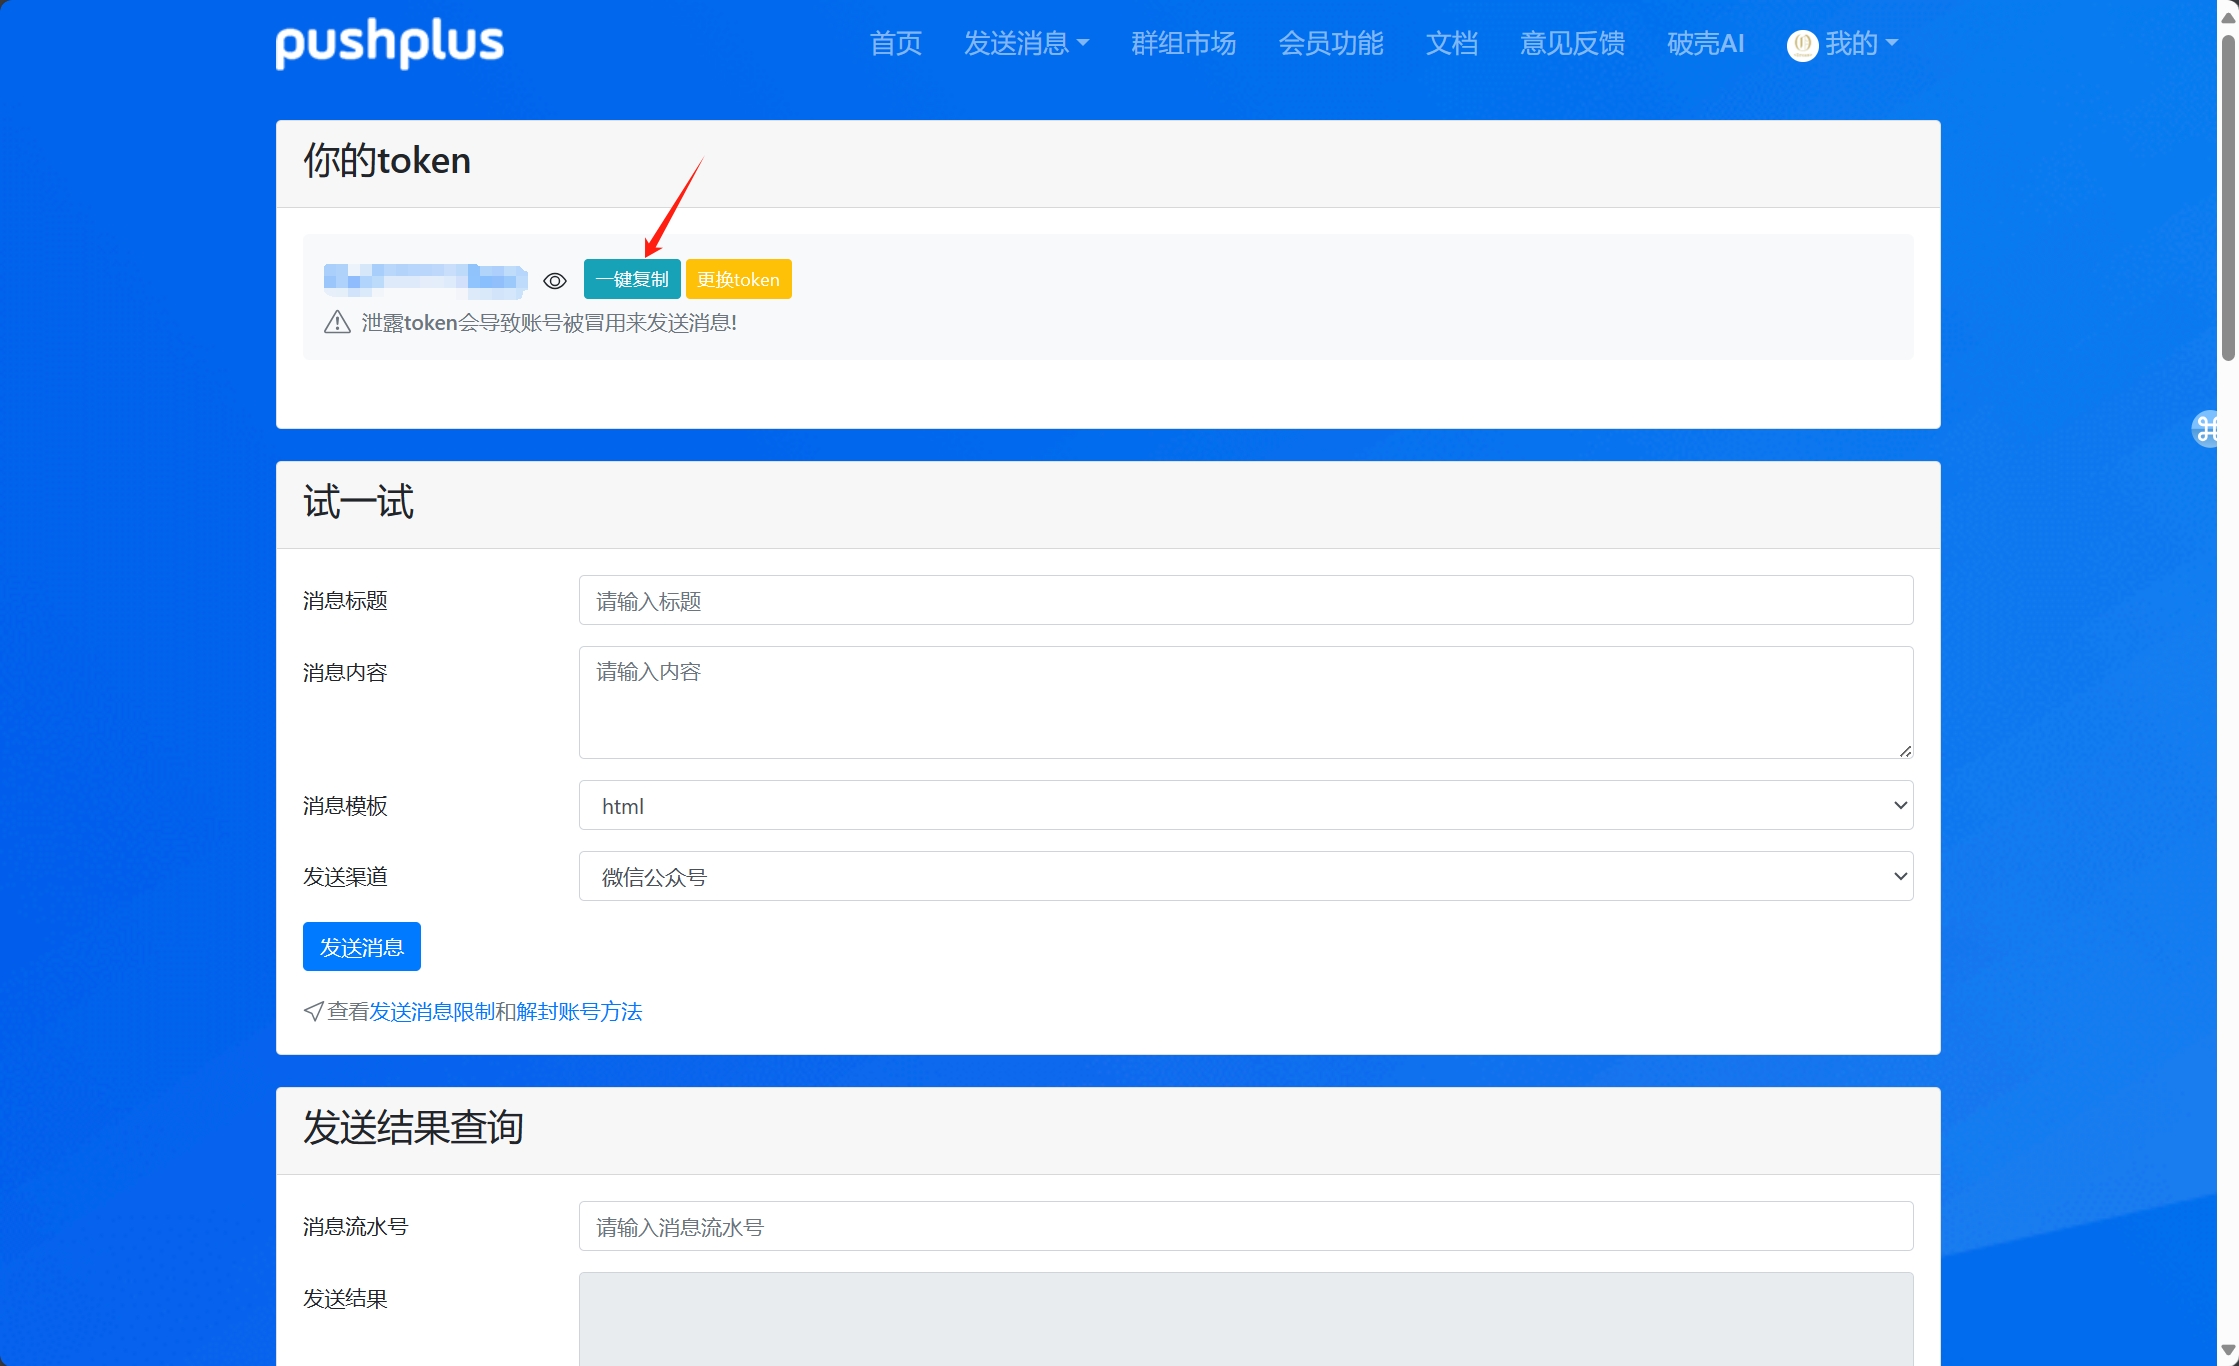 pushplus
首页 发送消息 群组市场 会员功能 文档 意见反馈 破壳AI 我的
你的token
一键复制 更换token
泄露token会导致账号被冒用来发送消息!
试一试
消息标题 请输入标题
消息内容 请输入内容
消息模板 html
发送渠道 微信公众号
发送消息
查看发送消息限制和解封账号方法
发送结果查询
消息流水号 请输入消息流水号
发送结果